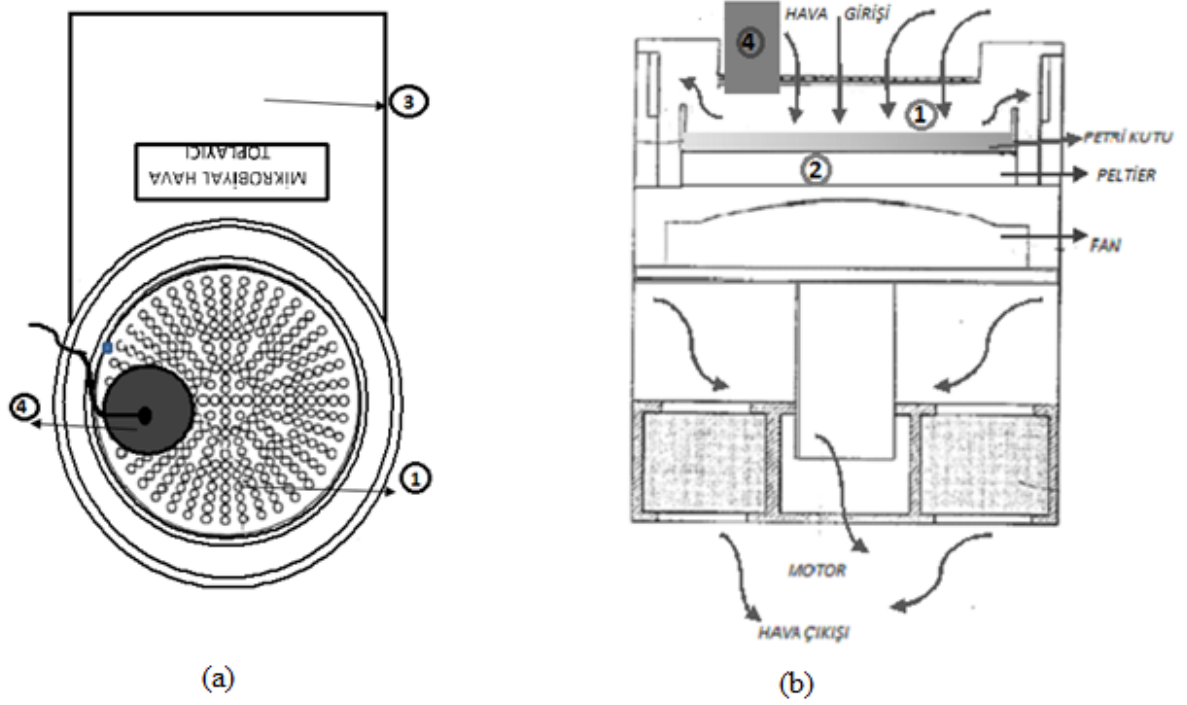 3
MİKROBİYAL HAVA
TOPLAYICI
4
1
(a)
HAVA GİRİŞİ
4
1
PETRİ KUTU
2
PELTİER
FAN
MOTOR
HAVA ÇIKIŞI
(b)